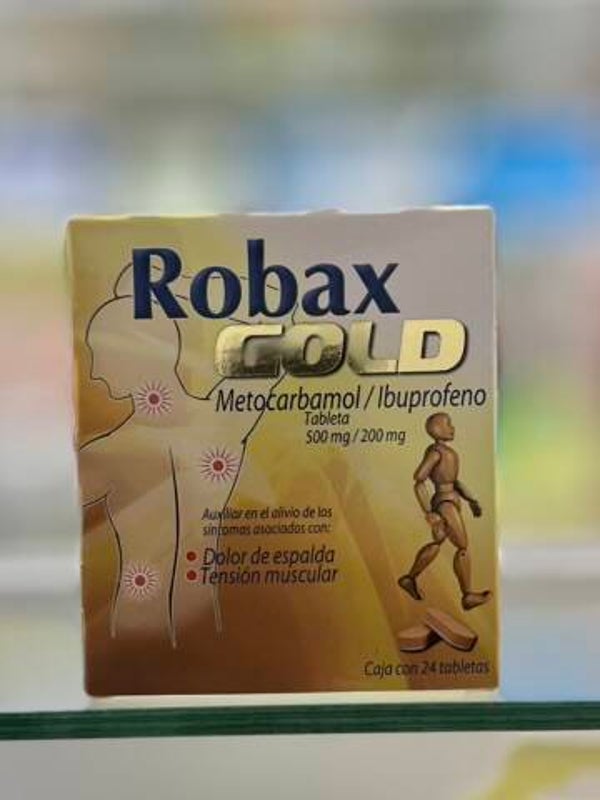 Robax
GOLD
Metocarbamol / Ibuprofeno
Tableta
500 mg / 200 mg
Auxiliar en el alivio de los
síntomas asociados con:
• Dolor de espalda
• Tensión muscular
Caja con 24 tabletas